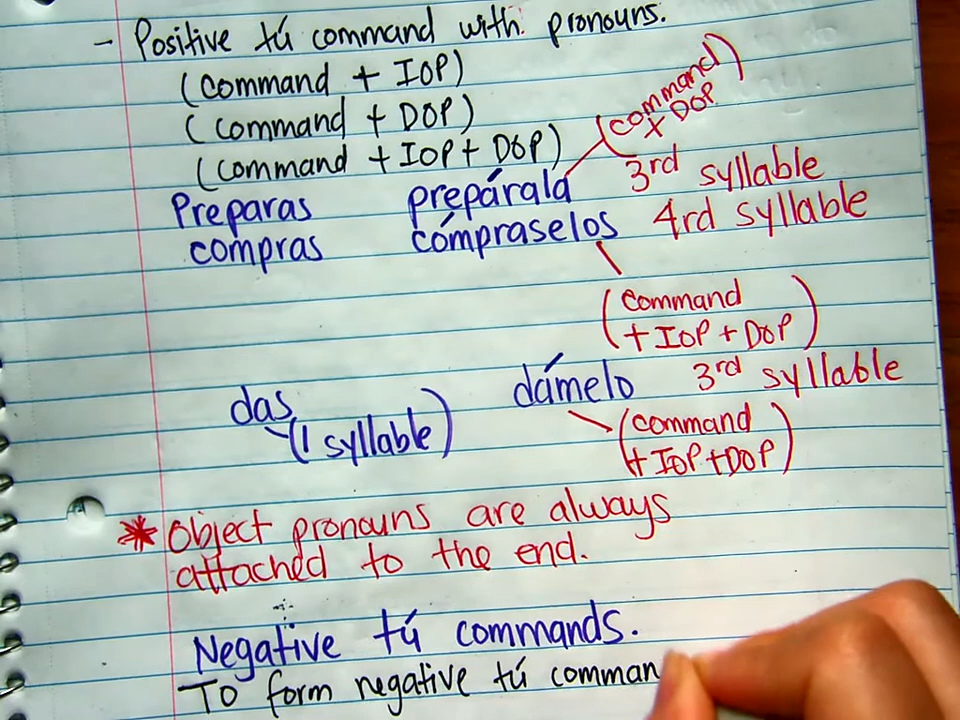 - Positive tú command with pronouns.
(command + IOP)
(command + DOP)
(command + IOP + DOP)
(command
+ DOP)
Preparas prepárala 3rd syllable
compras cómpraselos 4rd syllable
(command
+ IOP + DOP)
das dámelo 3rd syllable
(1 syllable)
(command
+ IOP + DOP)
* Object pronouns are always
attached to the end.
Negative tú commands.
To form negative tú comman